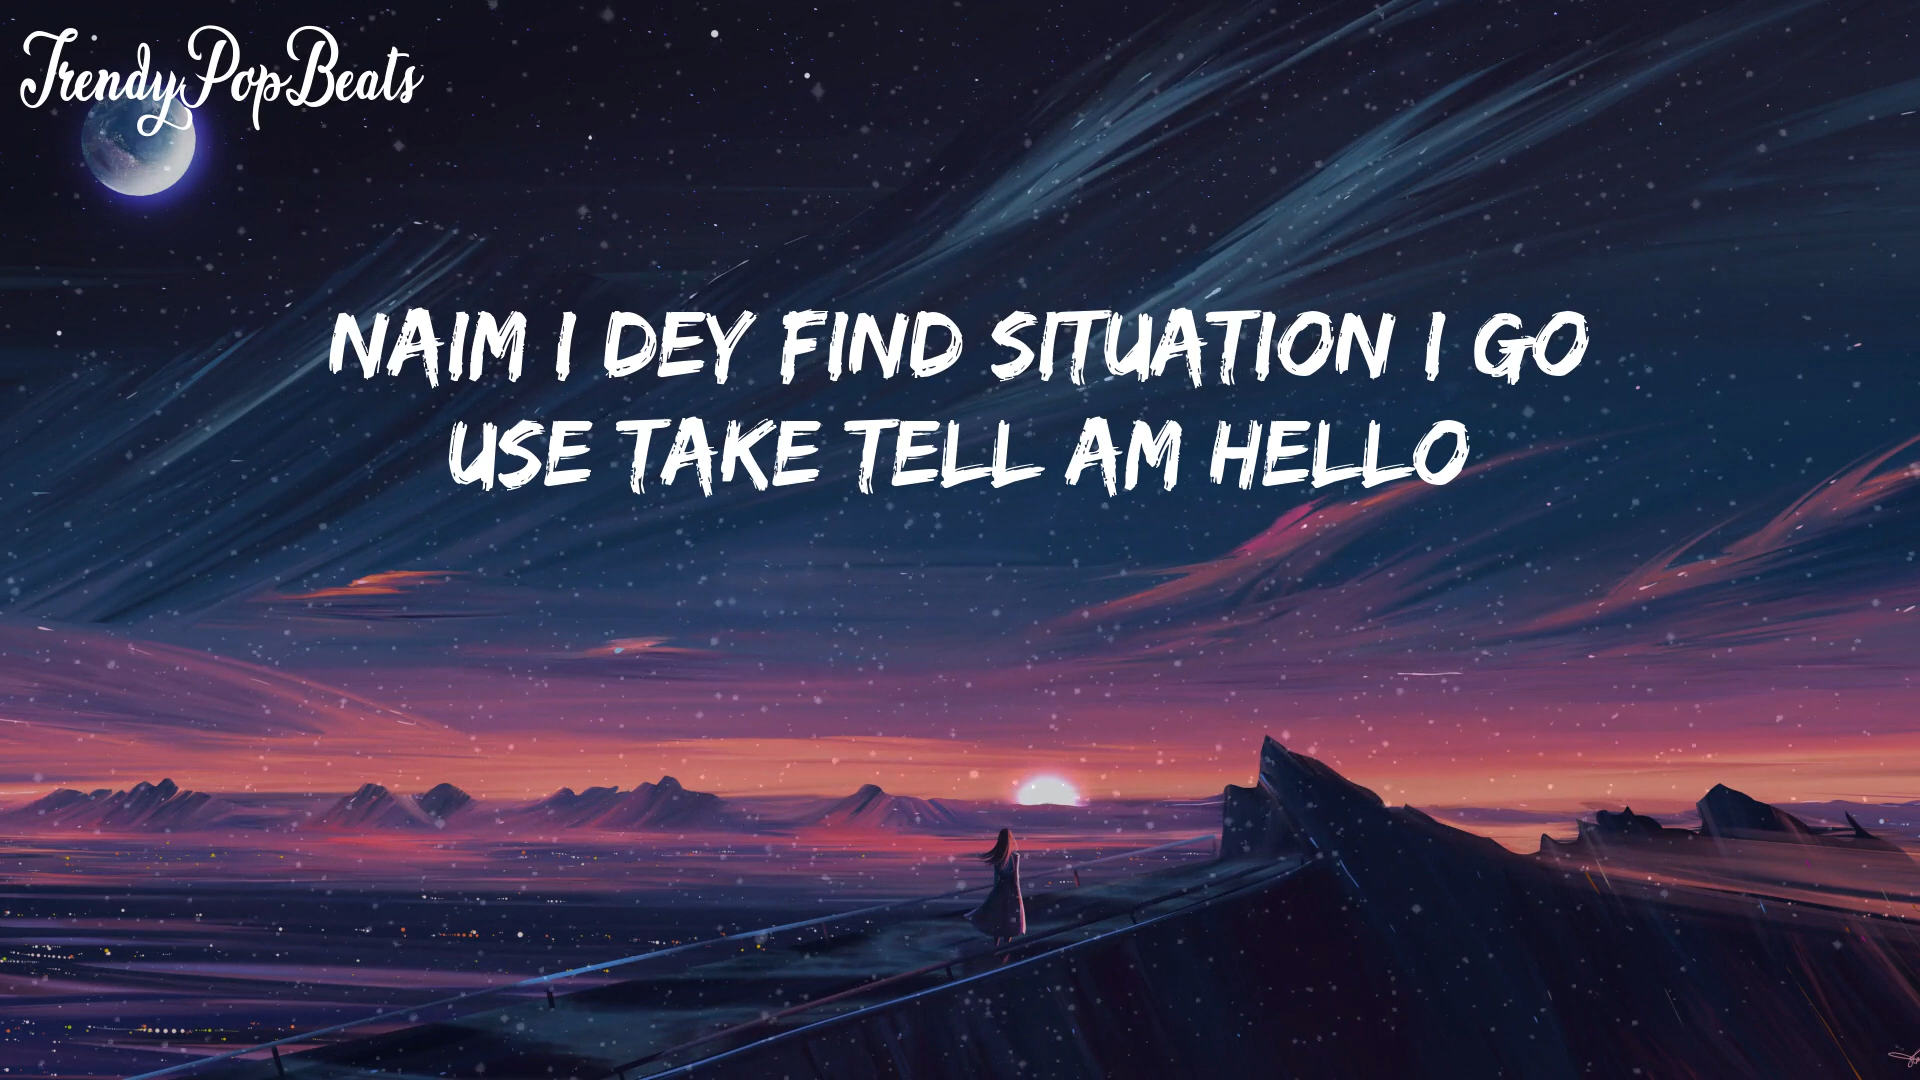 TrendyPopBeats
NAIM I DEY FIND SITUATION I GO
USE TAKE TELL AM HELLO